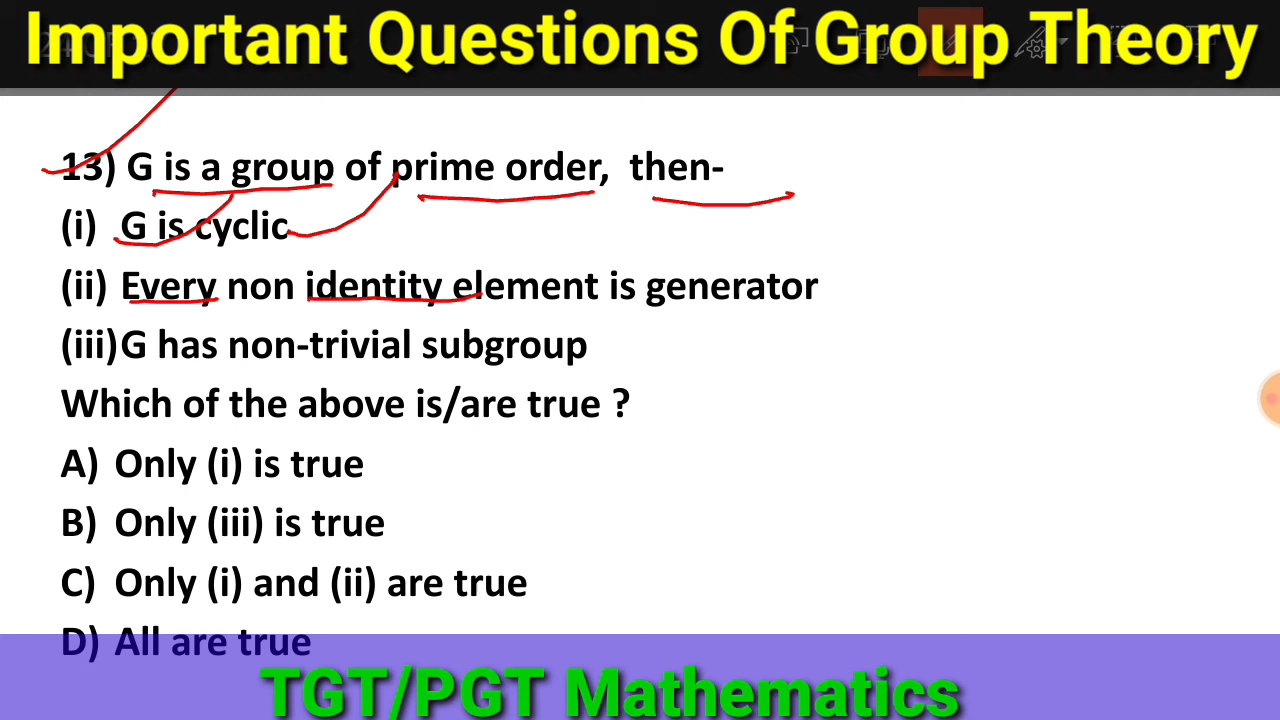 Important Questions Of Group Theory
13) G is a group of prime order, then-
(i) G is cyclic
(ii) Every non identity element is generator
(iii) G has non-trivial subgroup
Which of the above is/are true ?
A) Only (i) is true
B) Only (iii) is true
C) Only (i) and (ii) are true
D) All are true
TGT/PGT Mathematics